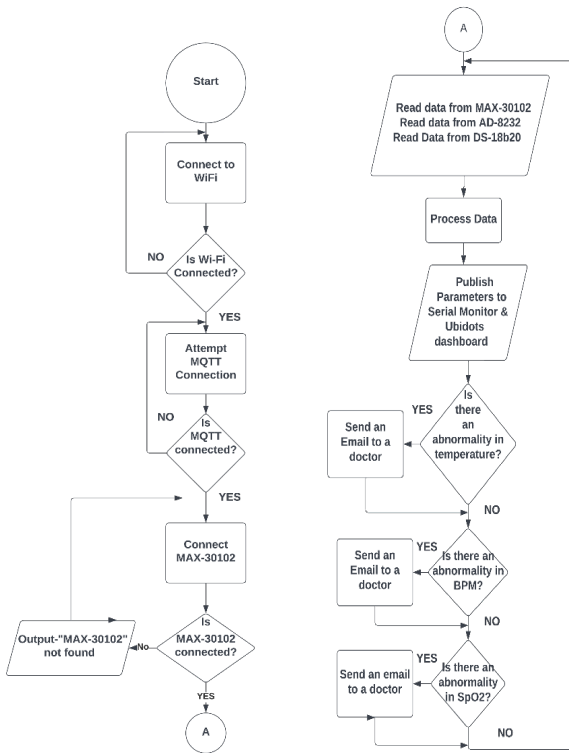 Start
Connect to
WiFi
Is Wi-Fi
Connected?
NO
YES
Attempt
MQTT
Connection
NO
Is
MQTT
connected?
YES
Connect
MAX-30102
Is
MAX-30102
connected?
No
Output-"MAX-30102"
not found
YES
A
A
Read data from MAX-30102
Read data from AD-8232
Read Data from DS-18b20
Process Data
Publish
Parameters to
Serial Monitor &
Ubidots
dashboard
Is
there
an
abnormality in
temperature?
YES
Send an
Email to a
doctor
NO
Is there an
abnormality in
BPM?
YES
Send an
Email to a
doctor
NO
Is there an
abnormality
in SpO2?
YES
Send an email
to a doctor
NO